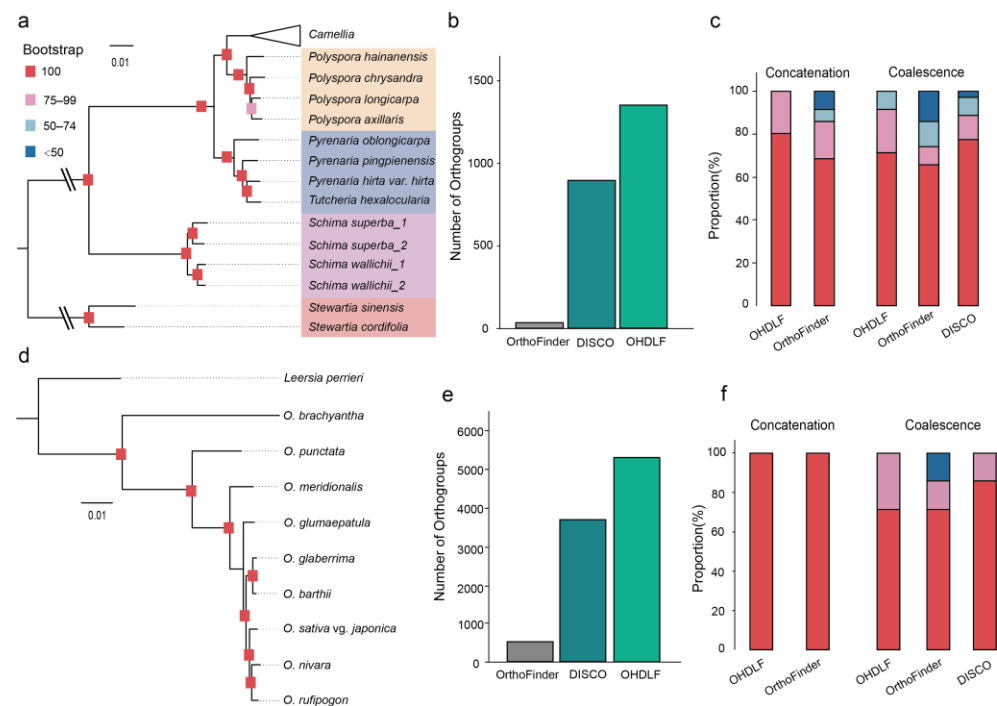 a
Bootstrap
100
75–99
50–74
<50
0.01
Camellia
Polyspora hainanensis
Polyspora chrysandra
Polyspora longicarpa
Polyspora axillaris
Pyrenaria oblongicarpa
Pyrenaria pingpienensis
Pyrenaria hirta var. hirta
Tutcheria hexalocularia
Schima superba_1
Schima superba_2
Schima wallichii_1
Schima wallichii_2
Stewartia sinensis
Stewartia cordifolia
b
Number of Orthogroups
1500
1000
500
0
OrthoFinder
DISCO
OHDLF
c
Concatenation
Coalescence
Proportion(%)
100
80
60
40
20
0
OHDLF
OrthoFinder
OHDLF
OrthoFinder
DISCO
d
Leersia perrieri
O. brachyantha
O. punctata
O. meridionalis
O. glumaepatula
O. glaberrima
O. barthii
O. sativa vg. japonica
O. nivara
O. rufipogon
0.01
e
Number of Orthogroups
6000
5000
4000
3000
2000
1000
0
OrthoFinder
DISCO
OHDLF
f
Concatenation
Coalescence
Proportion(%)
100
80
60
40
20
0
OHDLF
OrthoFinder
OHDLF
OrthoFinder
DISCO